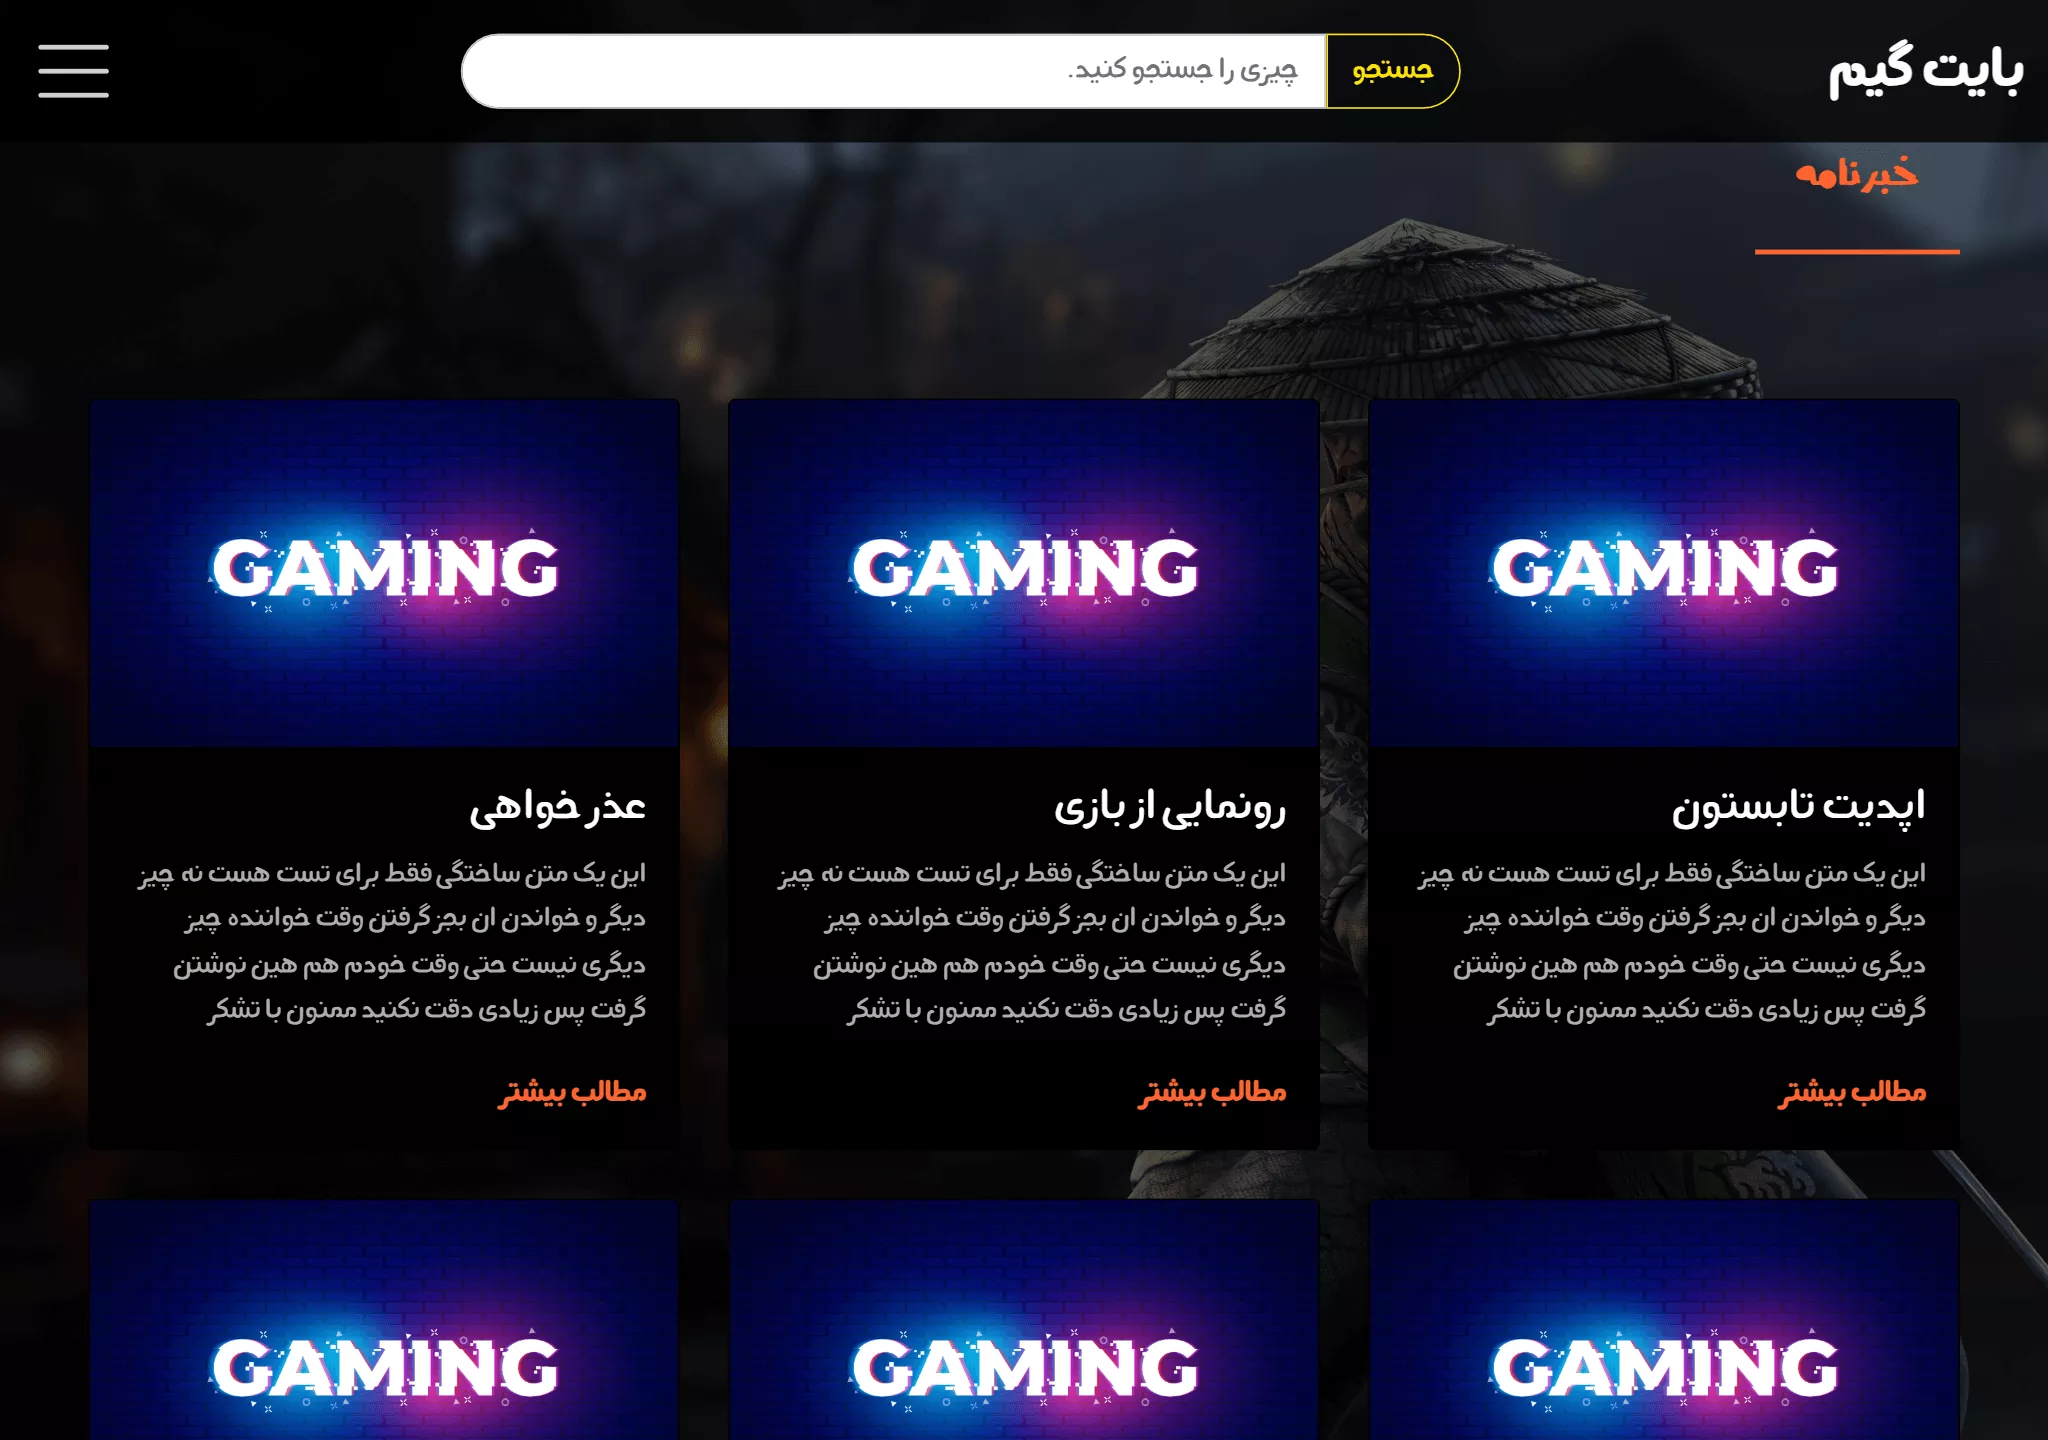 بایت گیم
جستجو
چیزی را جستجو کنید.
خبرنامه
GAMING
اپدیت تابستون
این یک متن ساختگی فقط برای تست هست نه چیز
دیگر و خواندن ان بجز گرفتن وقت خواننده چیز
دیگری نیست حتی وقت خودم هم هین نوشتن
گرفت پس زیادی دقت نکنید ممنون با تشکر
مطالب بیشتر
GAMING
رونمایی از بازی
این یک متن ساختگی فقط برای تست هست نه چیز
دیگر و خواندن ان بجز گرفتن وقت خواننده چیز
دیگری نیست حتی وقت خودم هم هین نوشتن
گرفت پس زیادی دقت نکنید ممنون با تشکر
مطالب بیشتر
GAMING
عذر خواهی
این یک متن ساختگی فقط برای تست هست نه چیز
دیگر و خواندن ان بجز گرفتن وقت خواننده چیز
دیگری نیست حتی وقت خودم هم هین نوشتن
گرفت پس زیادی دقت نکنید ممنون با تشکر
مطالب بیشتر
GAMING
GAMING
GAMING